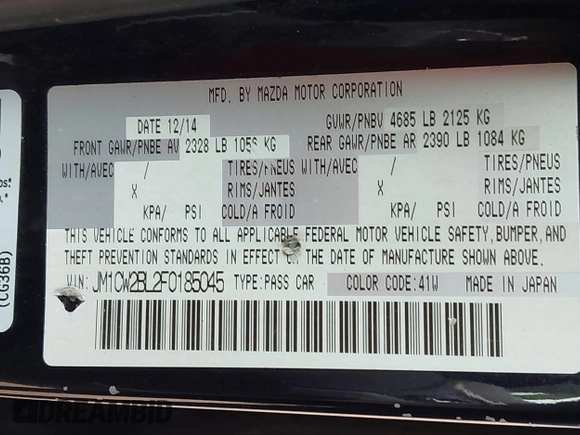 MFD. BY MAZDA MOTOR CORPORATION
DATE 12/14 GVWR/PNBV 4685 LB 2125 KG
FRONT GAWR/PNBE AV 2328 LB 1056 KG REAR GAWR/PNBE AR 2390 LB 1084 KG
WITH/AVEC / TIRES/PNEUS WITH/AVEC / TIRES/PNEUS
X RIMS/JANTES X RIMS/JANTES
KPA/ PSI COLD/A FROID KPA/ PSI COLD/A FROID
THIS VEHICLE CONFORMS TO ALL APPLICABLE FEDERAL MOTOR VEHICLE SAFETY, BUMPER, AND
THEFT PREVENTION STANDARDS IN EFFECT THE DATE OF MANUFACTURE SHOWN ABOVE.
VIN: JM1CW2BL2F0185045 TYPE: PASS CAR COLOR CODE: 41W MADE IN JAPAN
(CG36B)
DREAMBID